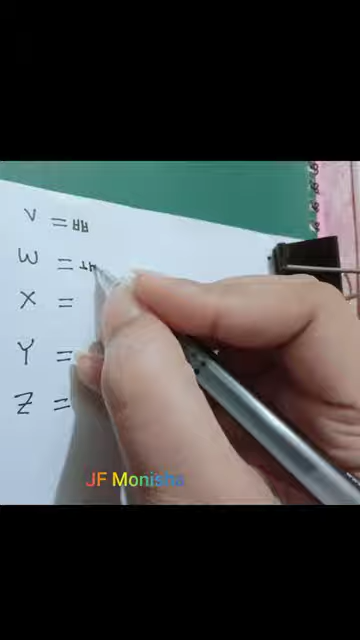 V = 
W =
X =
Y =
Z =
JF Monisha